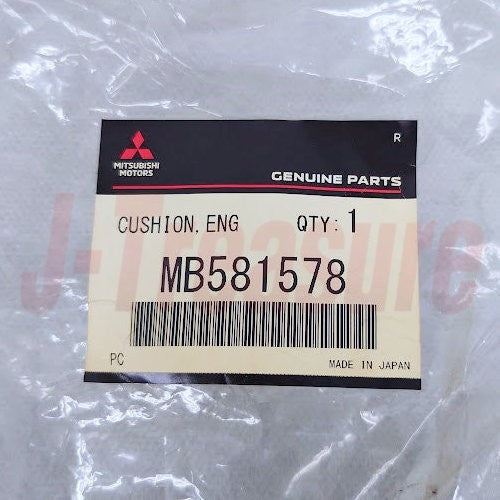 R
MITSUBISHI
MOTORS
GENUINE PARTS
CUSHION, ENG QTY: 1
MB581578
PC
MADE IN JAPAN
J-Treasure